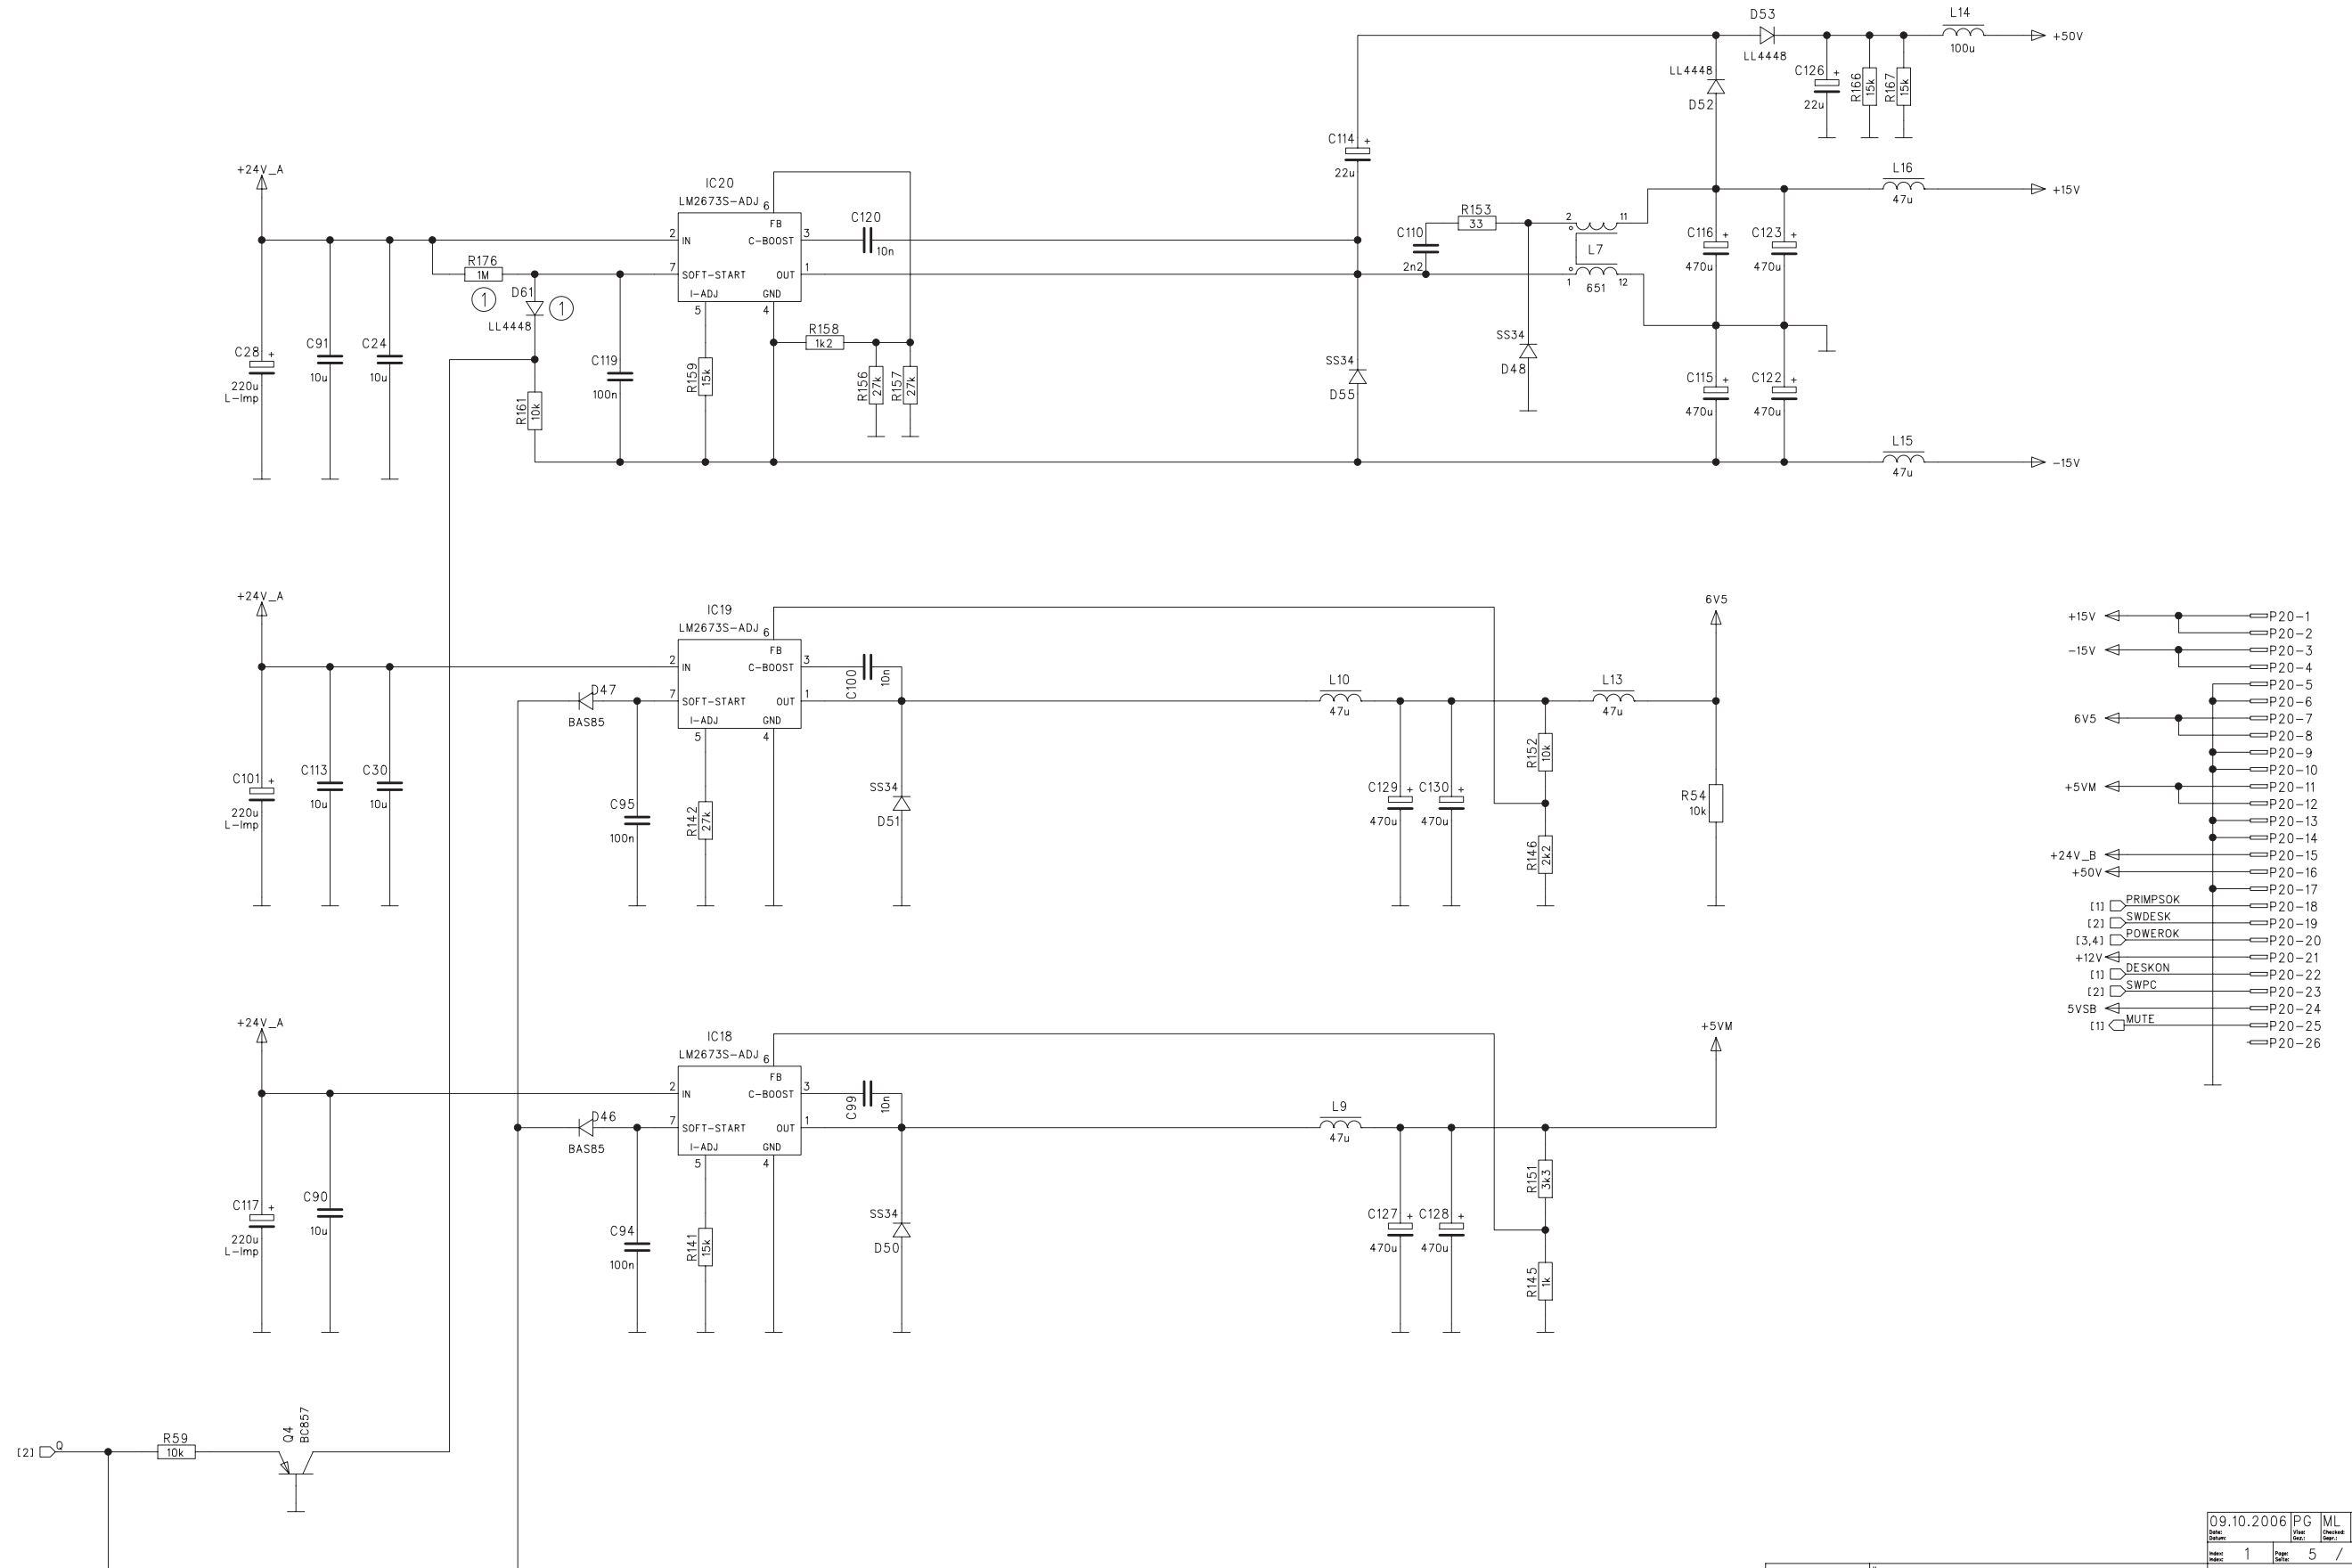 D53
LL4448
L14
100u
+50V
LL4448
D52
C126 +
22u
R166
15k
R167
15k
C114 +
22u
+24V_A
IC20
LM2673S-ADJ
6
FB
2 IN
C-BOOST 3
7 SOFT-START
OUT 1
I-ADJ
GND
5
4
C120
10n
R176
1M
1
D61
LL4448
1
C28 +
220u
L-Imp
C91
10u
C24
10u
R161
10k
C119
100n
R159
15k
R158
1k2
R156
27k
R157
27k
C110
2n2
R153
33
2
11
L7
1
12
651
SS34
D55
SS34
D48
L16
47u
+15V
C116 +
470u
C123 +
470u
C115 +
470u
C122 +
470u
L15
47u
-15V
+24V_A
IC19
LM2673S-ADJ
6
FB
2 IN
C-BOOST 3
7 SOFT-START
OUT 1
I-ADJ
GND
5
4
C100
10n
D47
BAS85
C101 +
220u
L-Imp
C113
10u
C30
10u
C95
100n
R142
27k
SS34
D51
L10
47u
C129 +
470u
C130 +
470u
R152
10k
R146
2k2
L13
47u
6V5
R54
10k
+24V_A
IC18
LM2673S-ADJ
6
FB
2 IN
C-BOOST 3
7 SOFT-START
OUT 1
I-ADJ
GND
5
4
C99
10n
D46
BAS85
C117 +
220u
L-Imp
C90
10u
C94
100n
R141
15k
SS34
D50
L9
47u
C127 +
470u
C128 +
470u
R151
3k3
R145
1k
+5VM
+15V P20-1
P20-2
-15V P20-3
P20-4
P20-5
P20-6
6V5 P20-7
P20-8
P20-9
P20-10
+5VM P20-11
P20-12
P20-13
P20-14
+24V_B P20-15
+50V P20-16
P20-17
[1] PRIMPSOK P20-18
[2] SWDESK P20-19
[3,4] POWEROK P20-20
+12V P20-21
[1] DESKON P20-22
[2] SWPC P20-23
5VSB P20-24
[1] MUTE P20-25
P20-26
[2] Q
R59
10k
Q4
BC857
09.10.2006 PG ML
Date: Visa: Checked:
Datum: Gez.: Gepr.:
Index: 1 Page: 5 /
Index: Seite: